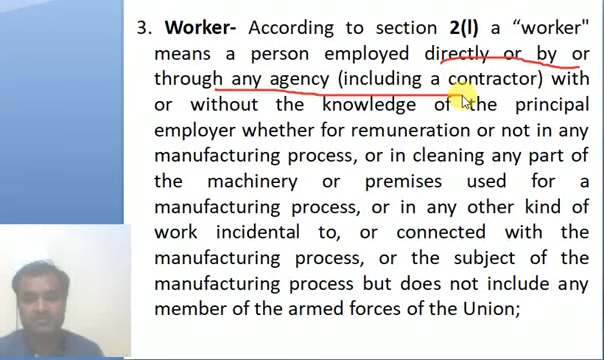 3. Worker- According to section 2(l) a “worker"
means a person employed directly or by or
through any agency (including a contractor) with
or without the knowledge of the principal
employer whether for remuneration or not in any
manufacturing process, or in cleaning any part of
the machinery or premises used for a
manufacturing process, or in any other kind of
work incidental to, or connected with the
manufacturing process, or the subject of the
manufacturing process but does not include any
member of the armed forces of the Union;